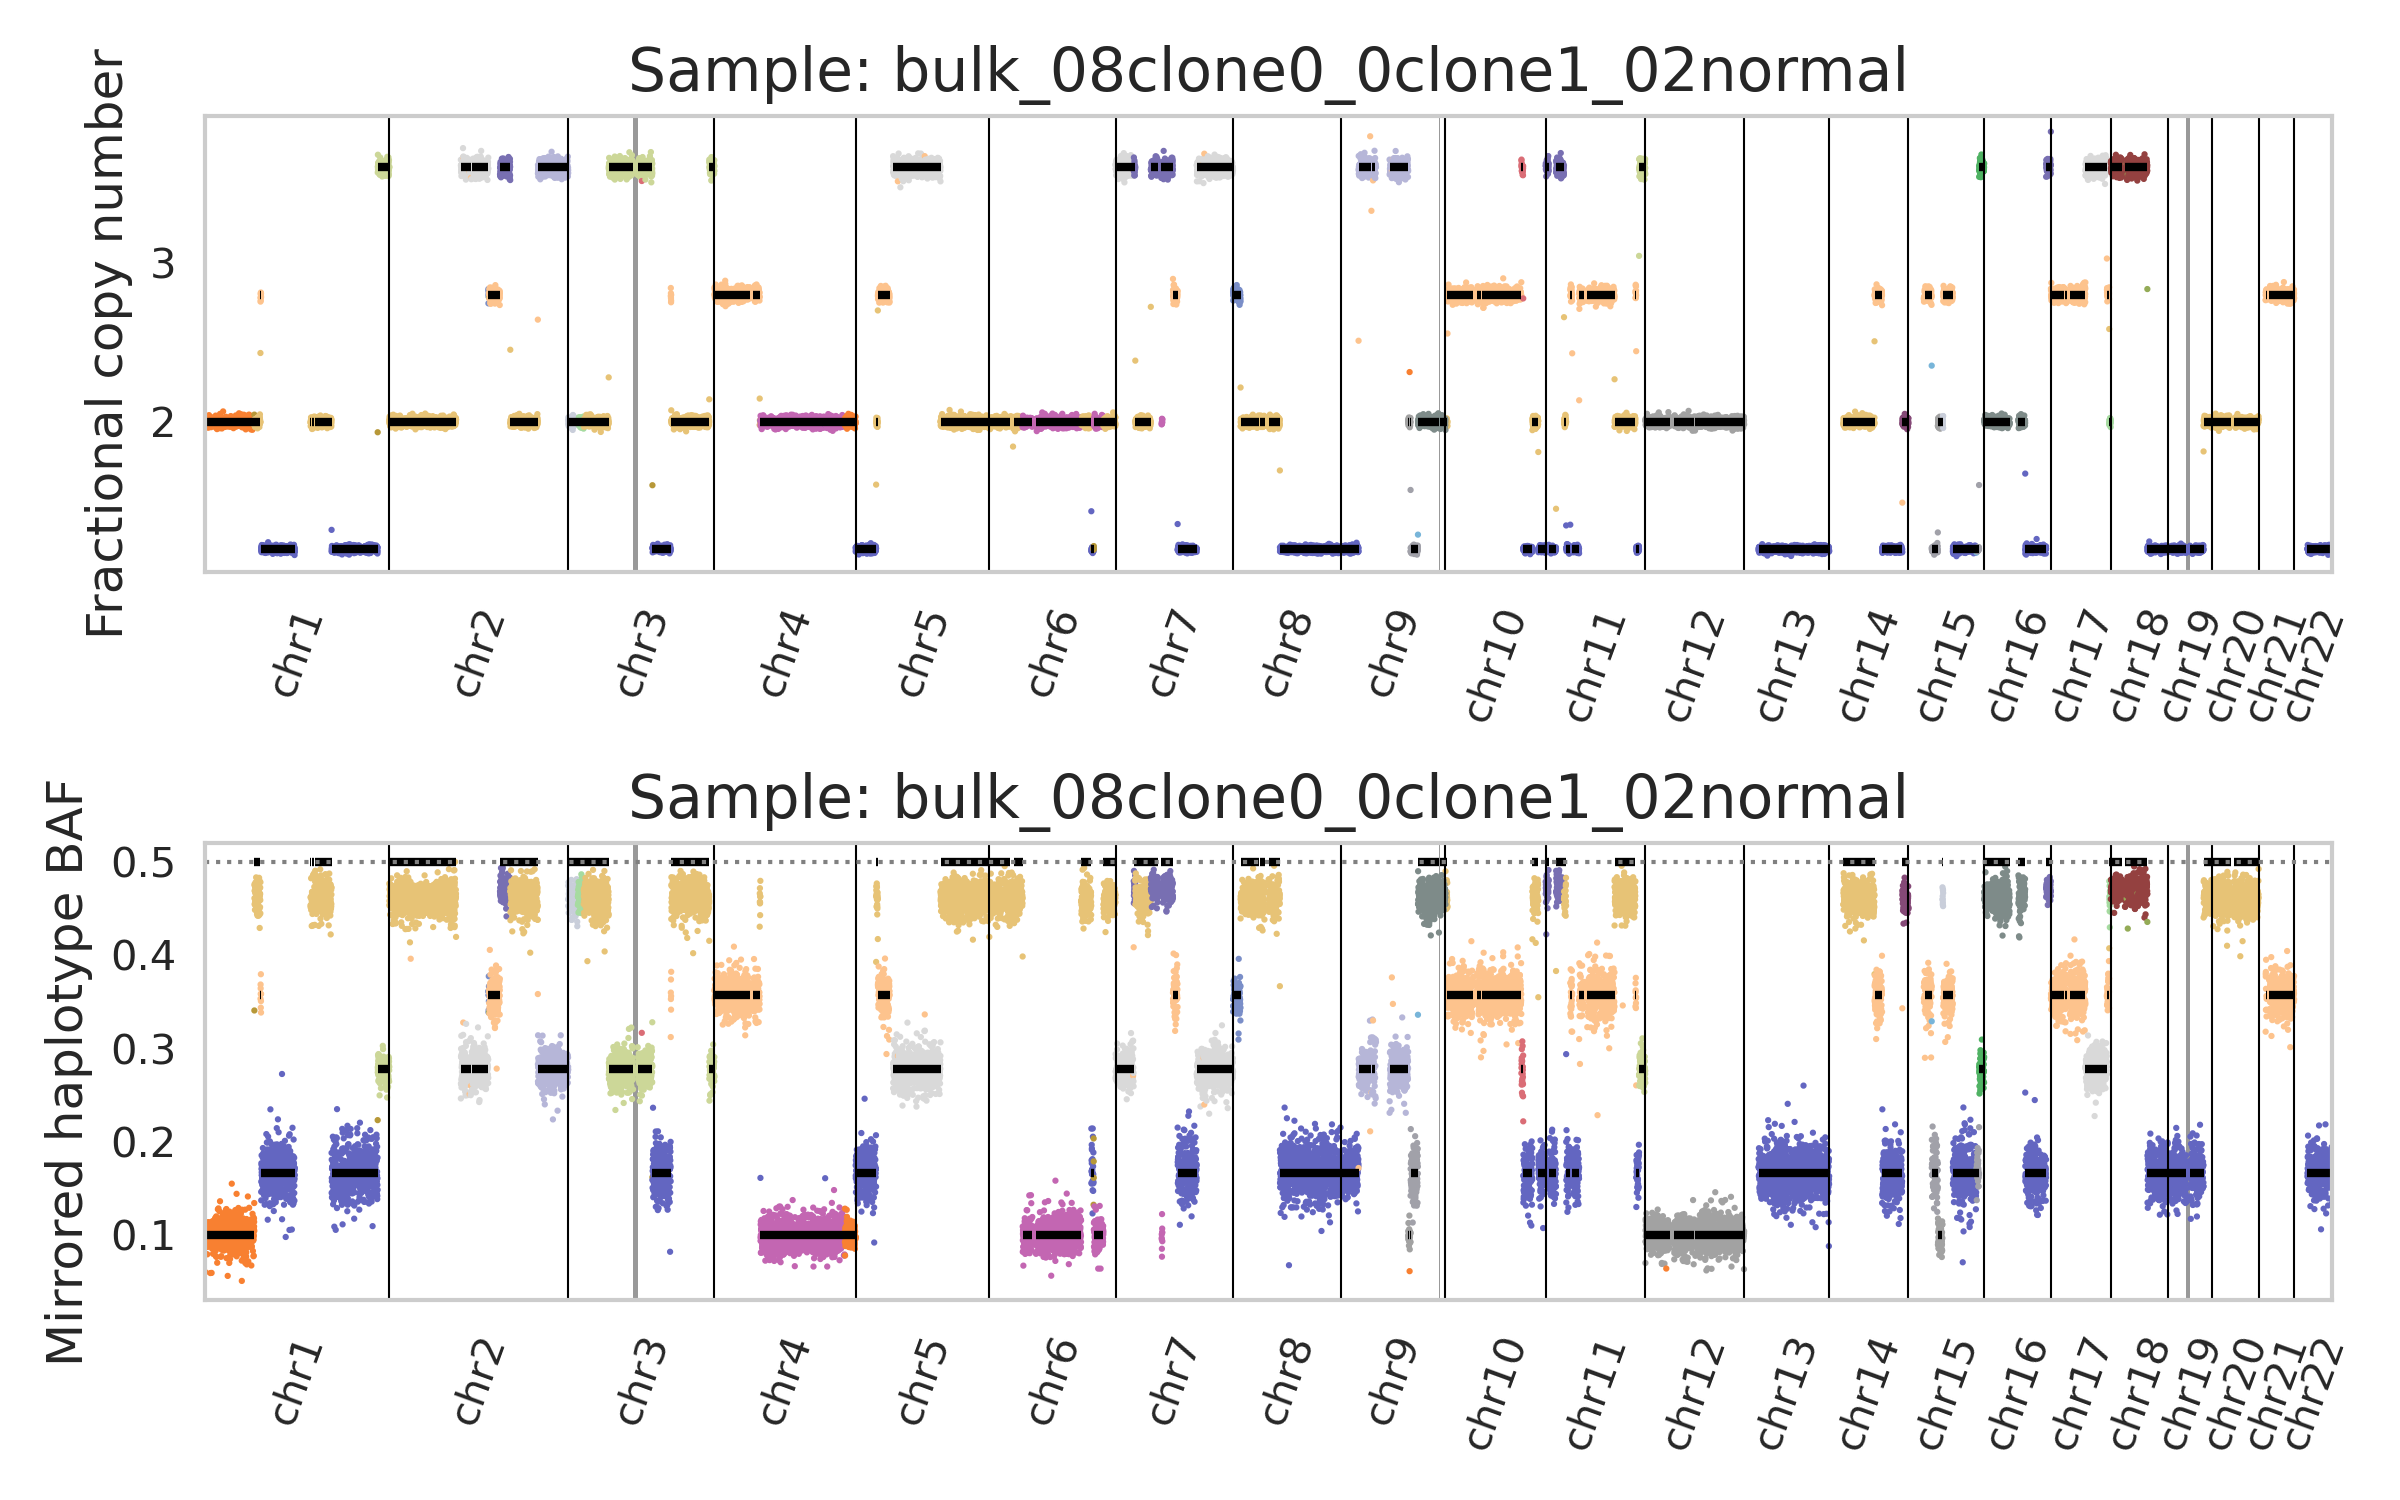 Sample: bulk_08clone0_0clone1_02normal
Fractional copy number
3
2
chr1 chr2 chr3 chr4 chr5 chr6 chr7 chr8 chr9 chr10 chr11 chr12 chr13 chr14 chr15 chr16 chr17 chr18 chr19 chr20 chr21 chr22
Sample: bulk_08clone0_0clone1_02normal
Mirrored haplotype BAF
0.5
0.4
0.3
0.2
0.1
chr1 chr2 chr3 chr4 chr5 chr6 chr7 chr8 chr9 chr10 chr11 chr12 chr13 chr14 chr15 chr16 chr17 chr18 chr19 chr20 chr21 chr22